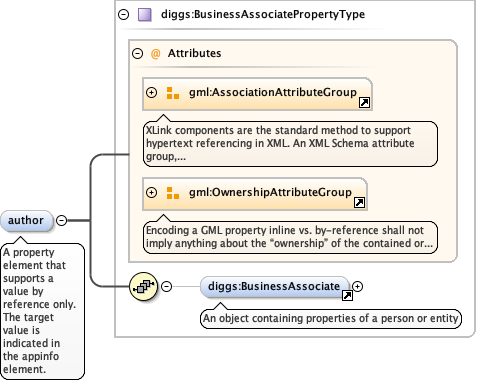 diggs:BusinessAssociatePropertyType
@ Attributes
gml:AssociationAttributeGroup
XLink components are the standard method to support
hypertext referencing in XML. An XML Schema attribute
group,...
gml:OwnershipAttributeGroup
Encoding a GML property inline vs. by-reference shall not
imply anything about the “ownership” of the contained or...
author
A property
element that
supports a
value by
reference only.
The target
value is
indicated in
the appinfo
element.
diggs:BusinessAssociate
An object containing properties of a person or entity